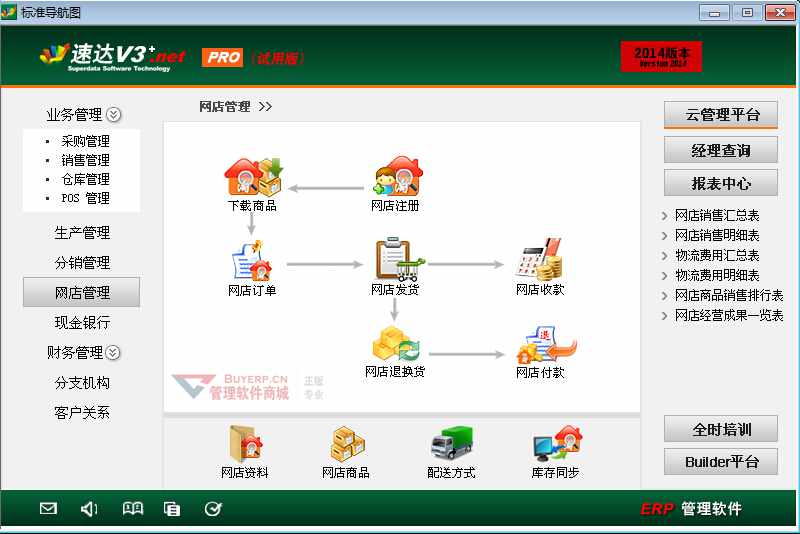 标准导航图
速达V3+.net PRO (试用版)
Superdata Software Technology
2014版本
Version 2014
业务管理
• 采购管理
• 销售管理
• 仓库管理
• POS 管理
生产管理
分销管理
网店管理
现金银行
财务管理
分支机构
客户关系
网店管理 >>
下载商品
网店注册
网店订单
网店发货
网店收款
退
网店退换货
网店付款
BUYERP.CN
管理软件商城
正版
专业
网店资料
网店商品
配送方式
库存同步
云管理平台
经理查询
报表中心
网店销售汇总表
网店销售明细表
物流费用汇总表
物流费用明细表
网店商品销售排行表
网店经营成果一览表
全时培训
Builder平台
ERP 管理软件